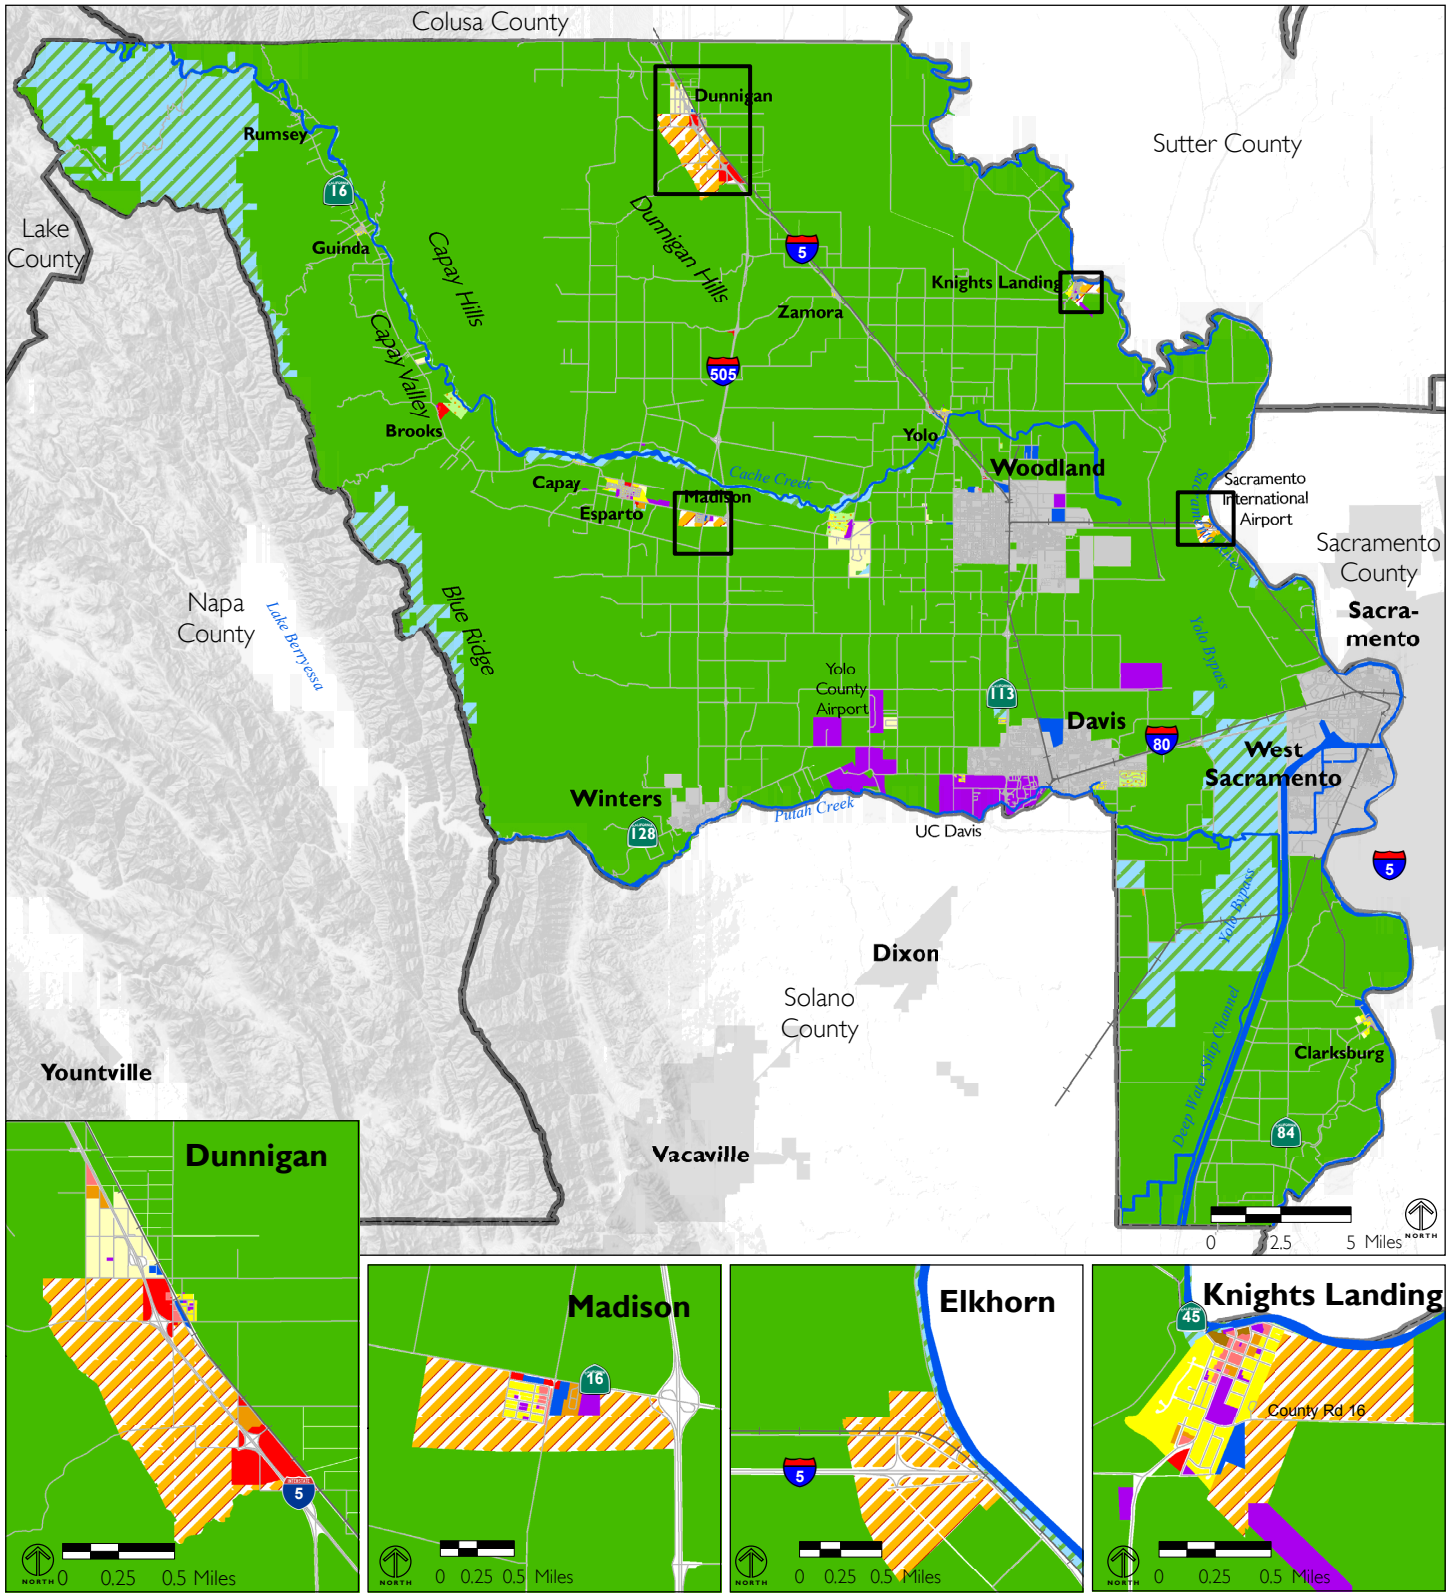 Colusa County
Dunnigan
Rumsey
Sutter County
16
Lake
County
Guinda
Capay Hills
Dunnigan Hills
5
Knights Landing
Zamora
Capay Valley
505
Brooks
Yolo
Woodland
Cache Creek
Capay
Madison
Esparto
Sacramento
International
Airport
Sacramento River
Sacramento
County
Napa
County
Lake Berryessa
Blue Ridge
Sacra-
mento
Yolo Bypass
Yolo
County
Airport
113
Davis
80
West
Sacramento
Winters
128
Putah Creek
UC Davis
5
Yolo Bypass
Dixon
Solano
County
Deep Water Ship Channel
Clarksburg
Yountville
84
Vacaville
NORTH
0 2.5 5 Miles
Dunnigan
5
NORTH
0 0.25 0.5 Miles
Madison
16
NORTH
0 0.25 0.5 Miles
Elkhorn
5
NORTH
0 0.25 0.5 Miles
Knights Landing
45
County Rd 16
NORTH
0 0.25 0.5 Miles